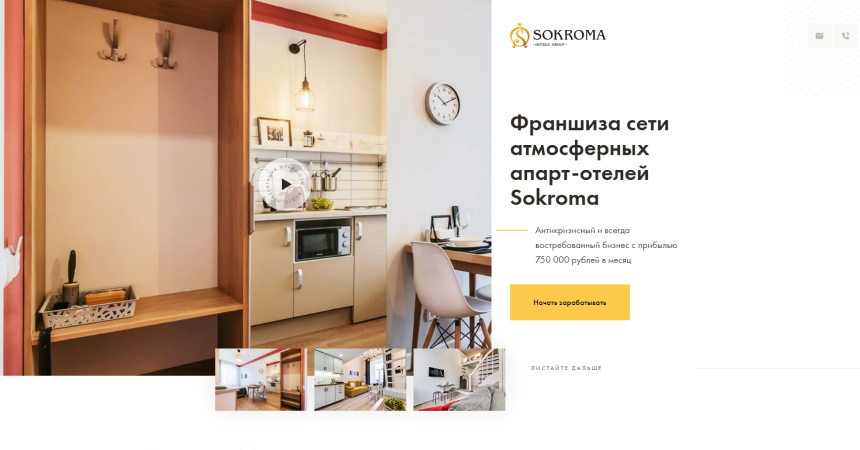 SOKROMA
· HOTELS · GROUP ·
Франшиза сети
атмосферных
апарт-отелей
Sokroma
Антикризисный и всегда
востребованный бизнес с прибылью
750 000 рублей в месяц
Начать зарабатывать
ЛИСТАЙТЕ ДАЛЬШЕ